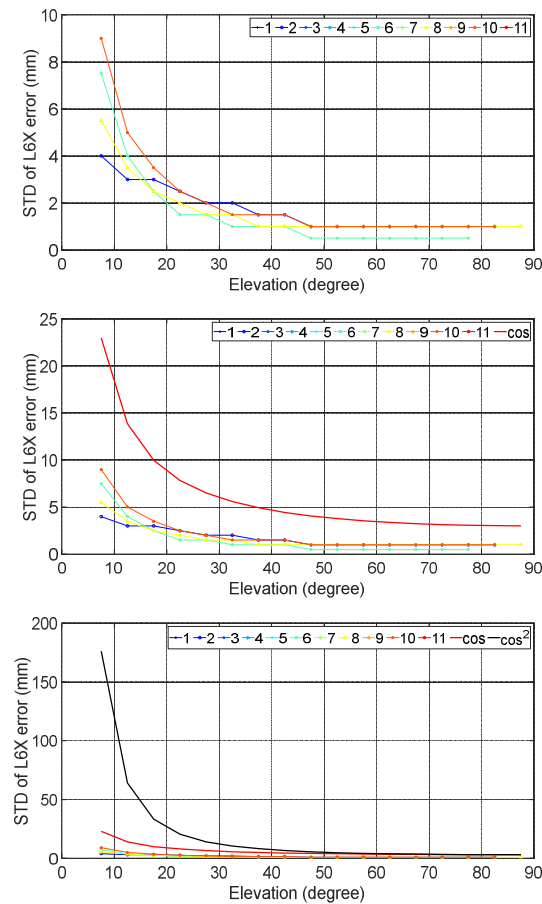 10
8
6
4
2
0
STD of L6X error (mm)
1 2 3 4 5 6 7 8 9 10 11
0 10 20 30 40 50 60 70 80 90
Elevation (degree)
25
20
15
10
5
0
STD of L6X error (mm)
1 2 3 4 5 6 7 8 9 10 11 cos
0 10 20 30 40 50 60 70 80 90
Elevation (degree)
200
150
100
50
0
STD of L6X error (mm)
1 2 3 4 5 6 7 8 9 10 11 cos cos²
0 10 20 30 40 50 60 70 80 90
Elevation (degree)